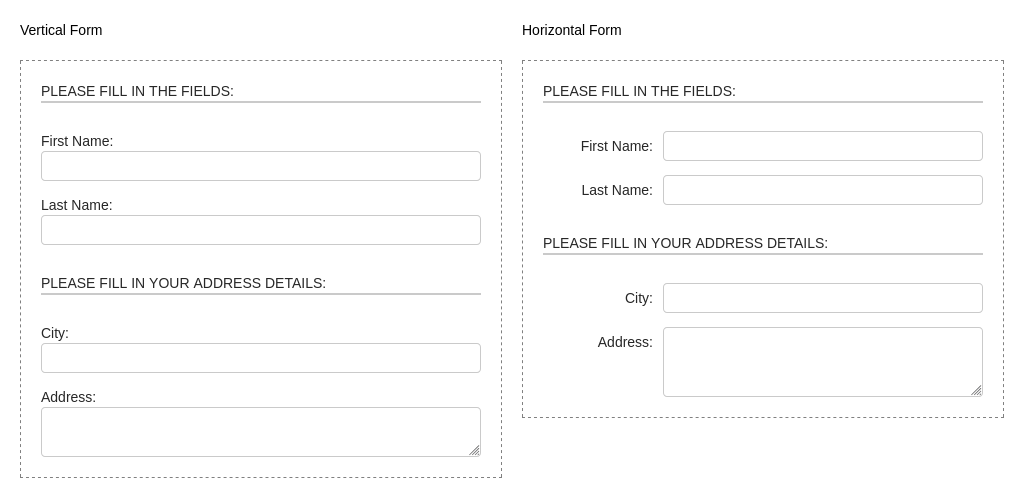 Vertical Form
PLEASE FILL IN THE FIELDS:
First Name:
Last Name:
PLEASE FILL IN YOUR ADDRESS DETAILS:
City:
Address:
Horizontal Form
PLEASE FILL IN THE FIELDS:
First Name:
Last Name:
PLEASE FILL IN YOUR ADDRESS DETAILS:
City:
Address: